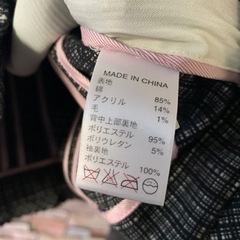 MADE IN CHINA
表地
綿 85%
アクリル 14%
毛 1%
背中上部裏地
ポリエステル 95%
ポリウレタン 5%
袖裏地
ポリエステル 100%